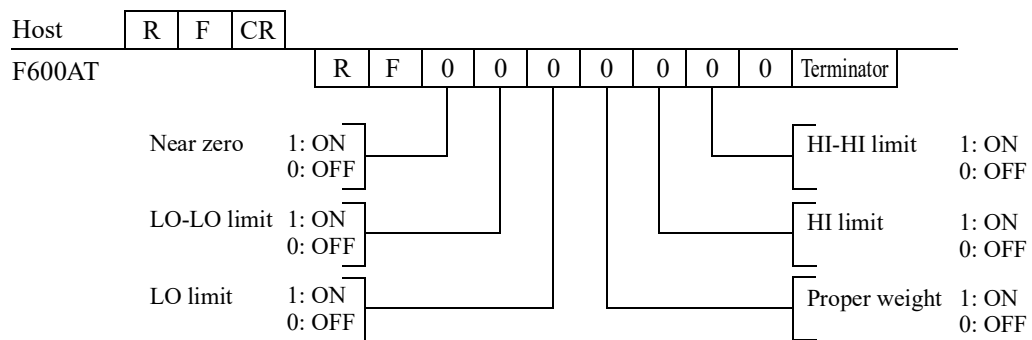 Host R F CR
F600AT R F 0 0 0 0 0 0 0 Terminator
Near zero 1: ON
0: OFF
HI-HI limit 1: ON
0: OFF
LO-LO limit 1: ON
0: OFF
HI limit 1: ON
0: OFF
LO limit 1: ON
0: OFF
Proper weight 1: ON
0: OFF